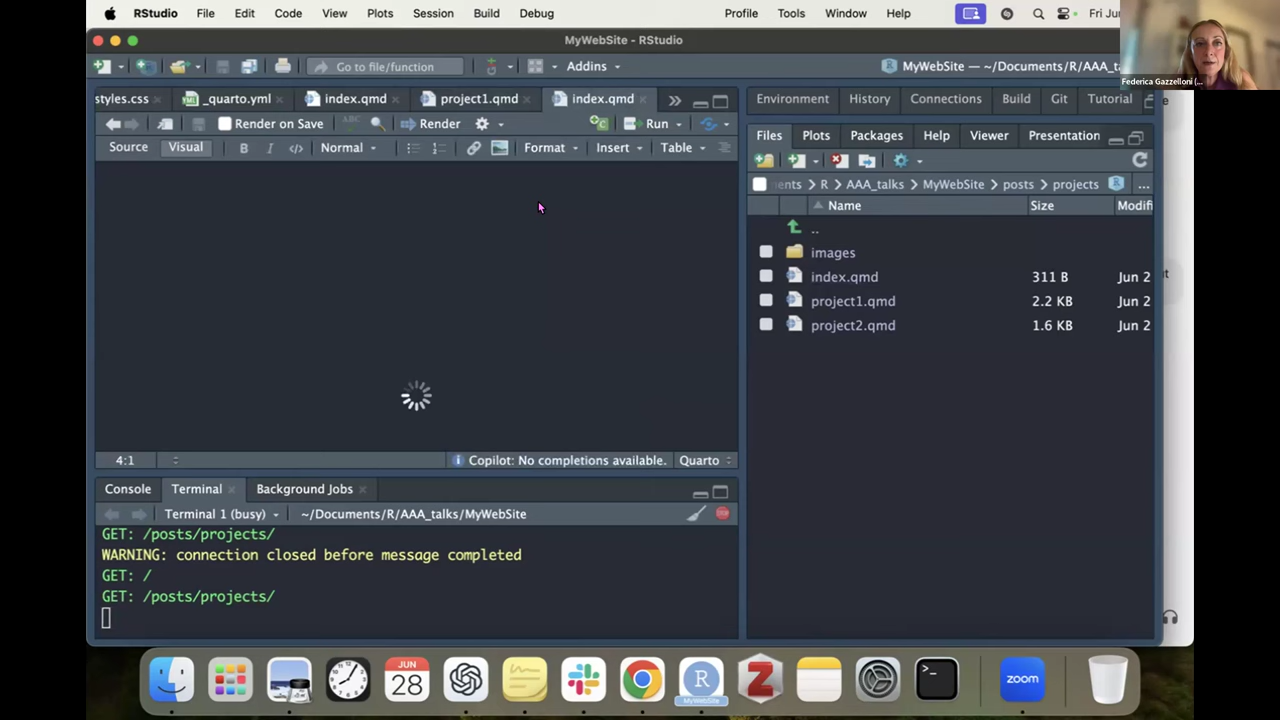 RStudio File Edit Code View Plots Session Build Debug Profile Tools Window Help Fri Jun
MyWebSite - RStudio
Federica Gazzelloni (...
Go to file/function Addins MyWebSite — ~/Documents/R/AAA_ta
styles.css _quarto.yml index.qmd project1.qmd index.qmd
Render on Save ABC Render Run
Source Visual B I Normal Format Insert Table
4:1 Copilot: No completions available. Quarto
Console Terminal Background Jobs
Terminal 1 (busy) ~/Documents/R/AAA_talks/MyWebSite
GET: /posts/projects/
WARNING: connection closed before message completed
GET: /
GET: /posts/projects/
Environment History Connections Build Git Tutorial
Files Plots Packages Help Viewer Presentation
ents R AAA_talks MyWebSite posts projects ...
Name Size Modifi
..
images
index.qmd 311 B Jun 2
project1.qmd 2.2 KB Jun 2
project2.qmd 1.6 KB Jun 2
JUN
28
R
MyWebSite
Z
>_
zoom